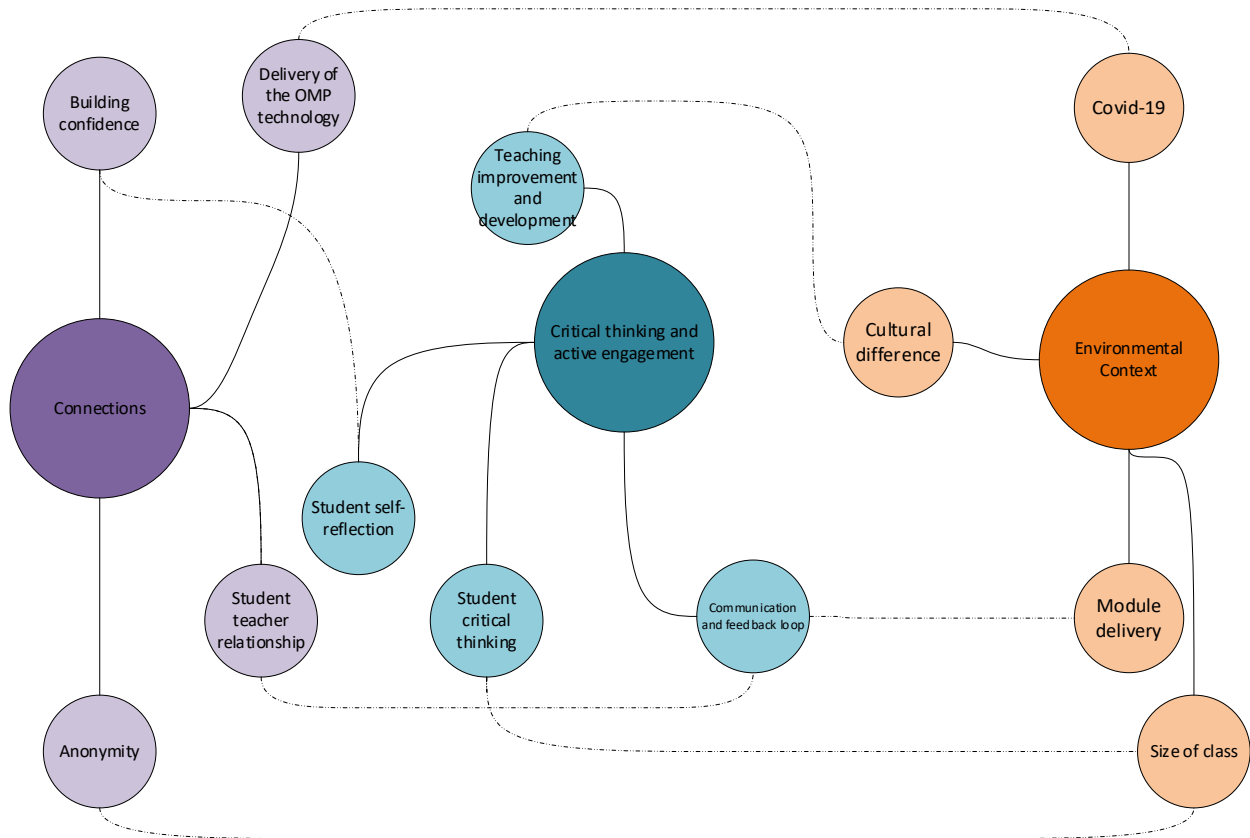 Building
confidence
Delivery of
the OMP
technology
Covid-19
Teaching
improvement
and
development
Critical thinking and
active engagement
Cultural
difference
Environmental
Context
Connections
Student self-
reflection
Student
teacher
relationship
Student
critical
thinking
Communication
and feedback loop
Module
delivery
Anonymity
Size of class